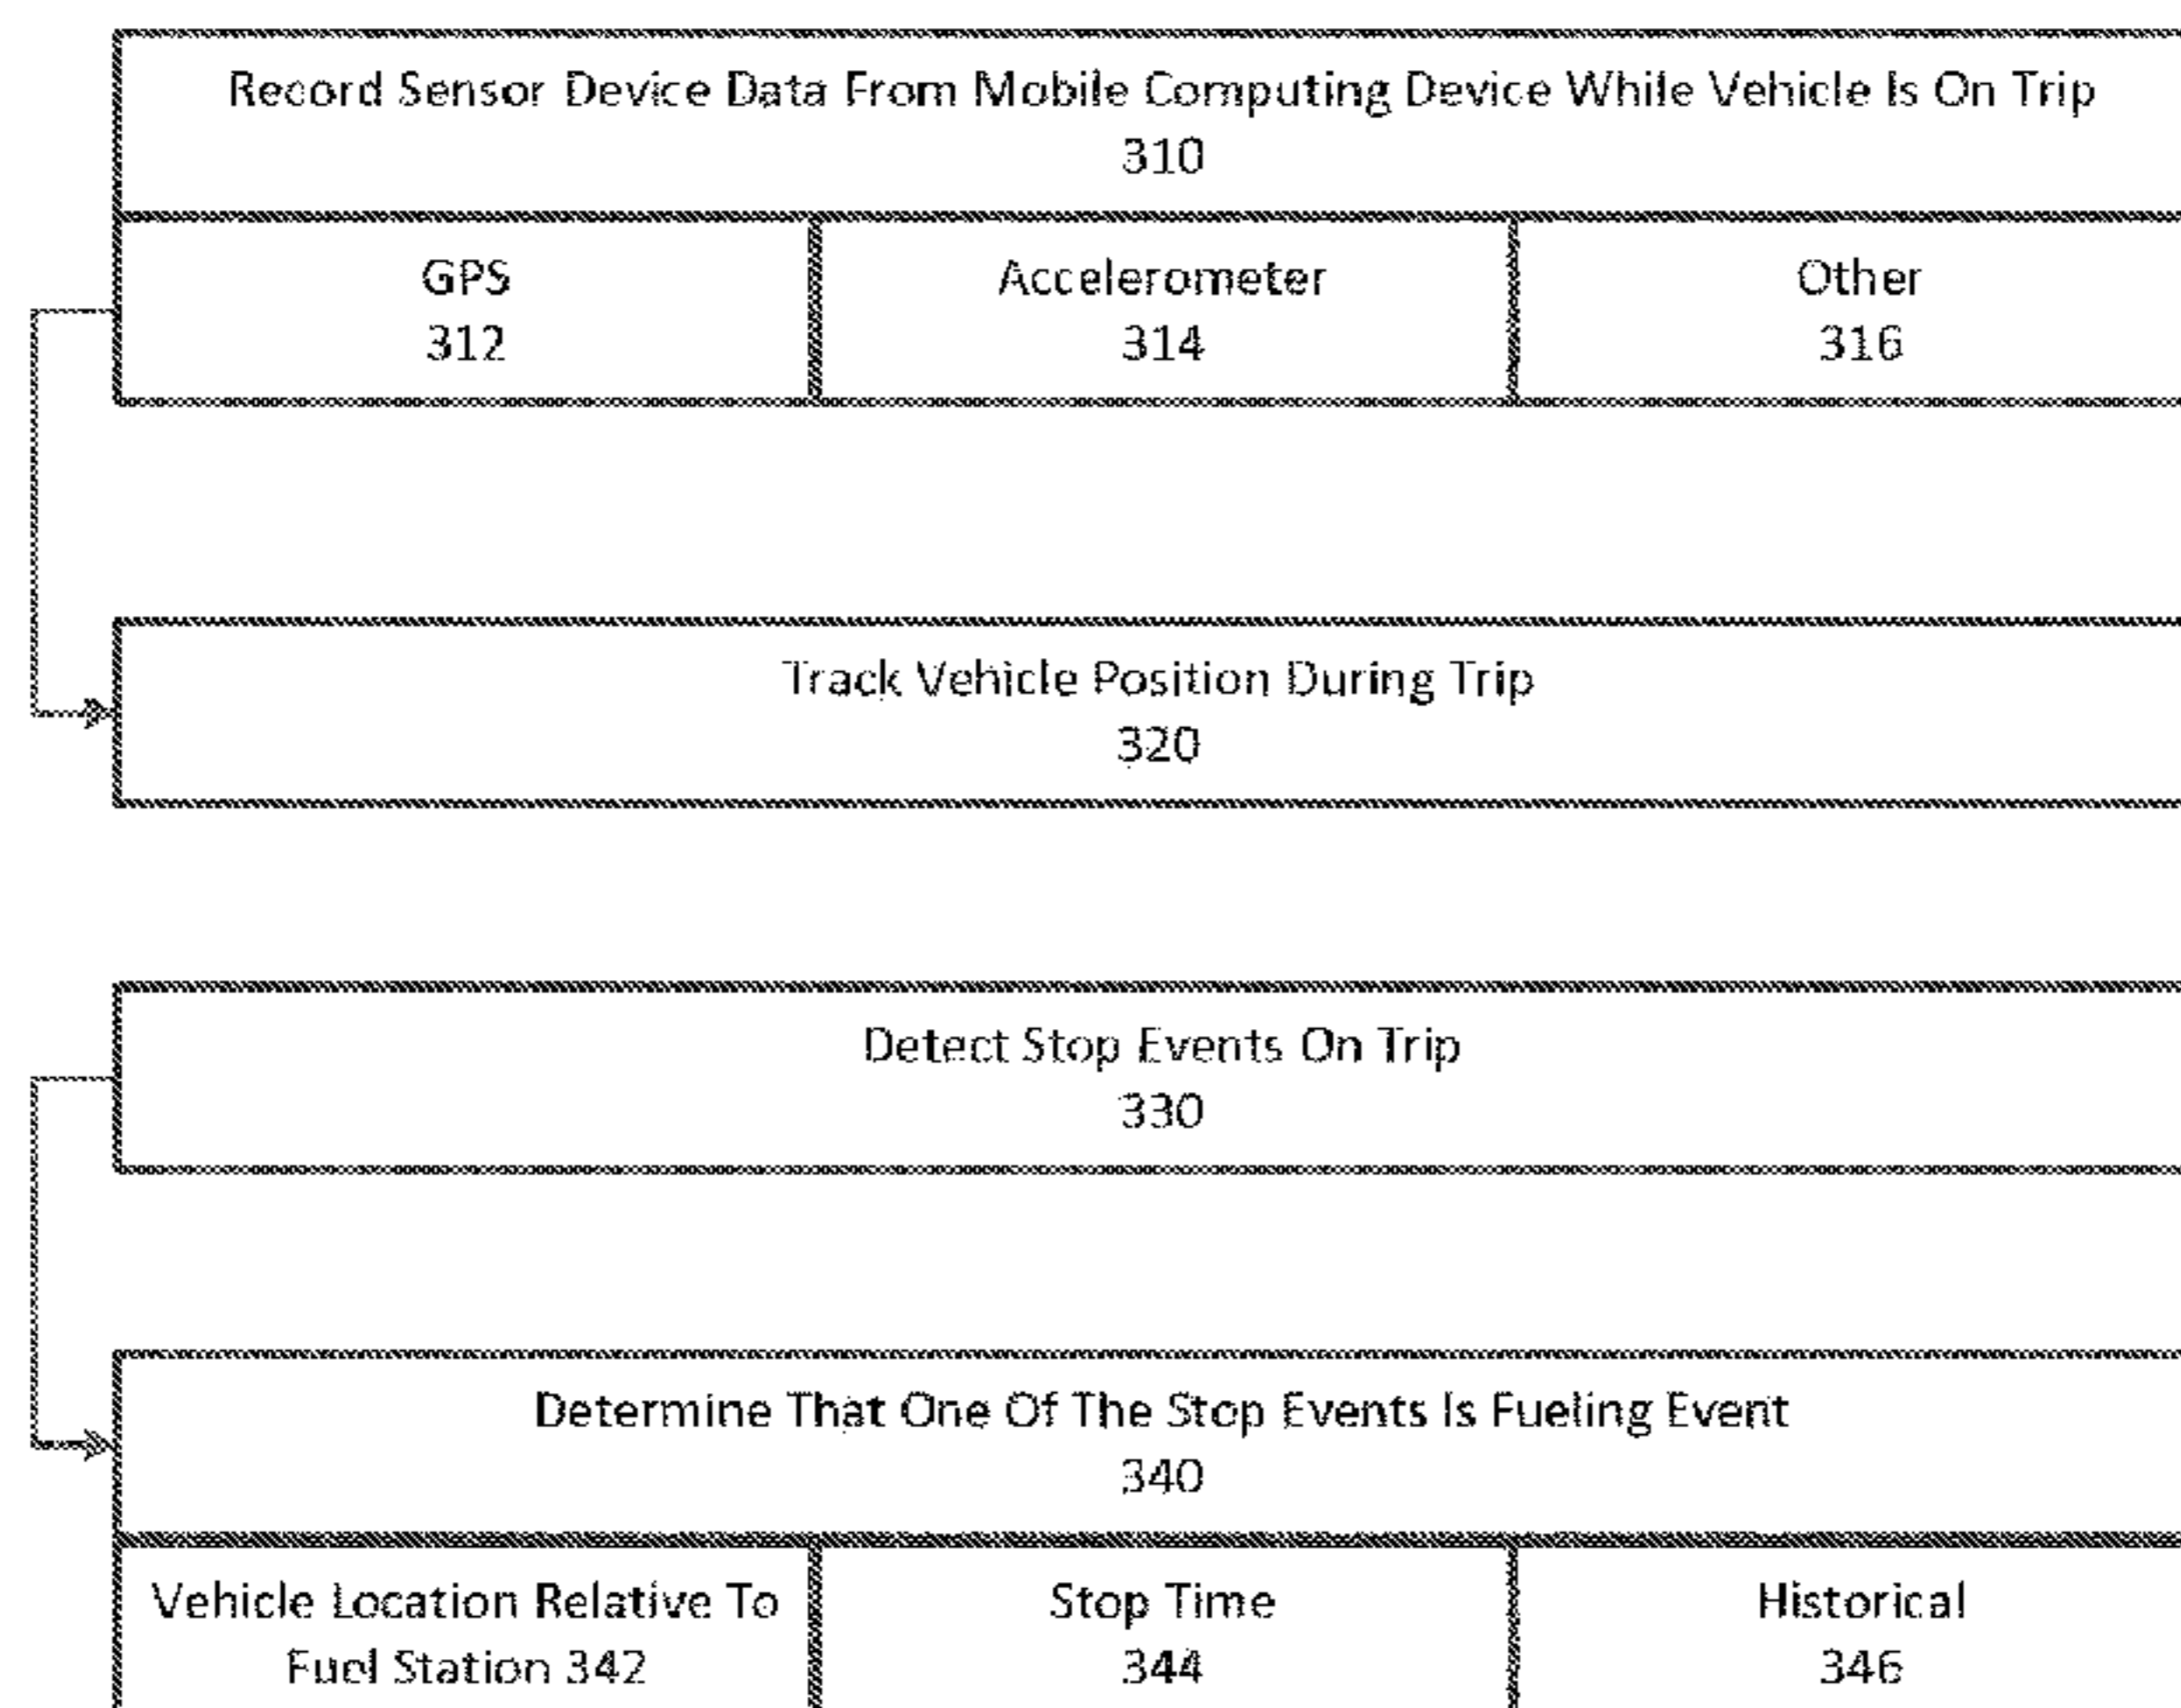 Record Sensor Device Data From Mobile Computing Device While Vehicle Is On Trip
310
GPS
312
Accelerometer
314
Other
316
Track Vehicle Position During Trip
320
Detect Stop Events On Trip
330
Determine That One Of The Stop Events Is Fueling Event
340
Vehicle Location Relative To
Fuel Station 342
Stop Time
344
Historical
346